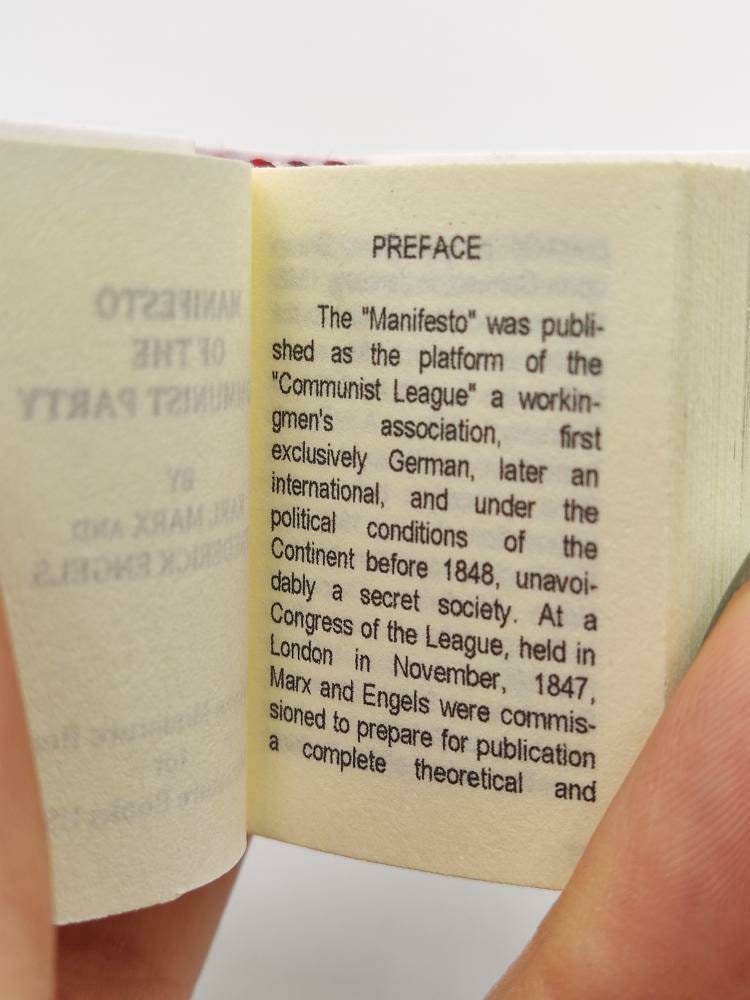 PREFACE
The "Manifesto" was publi-
shed as the platform of the
"Communist League" a workin-
gmen's association, first
exclusively German, later an
international, and under the
political conditions of the
Continent before 1848, unavoi-
dably a secret society. At a
Congress of the League, held in
London in November, 1847,
Marx and Engels were commis-
sioned to prepare for publication
a complete theoretical and